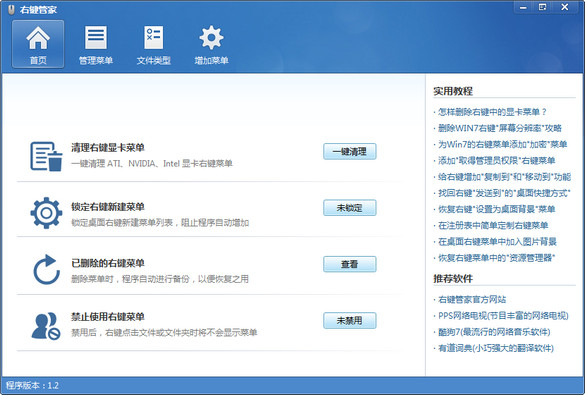 右键管家
首页
管理菜单
文件类型
增加菜单
清理右键显卡菜单
一键清理 ATI、NVIDIA、Intel 显卡右键菜单
一键清理
锁定右键新建菜单
锁定桌面右键新建菜单列表，阻止程序自动增加
未锁定
已删除的右键菜单
删除菜单时，程序自动进行备份，以便恢复之用
查看
禁止使用右键菜单
禁用后，右键点击文件或文件夹时将不会显示菜单
未禁用
实用教程
· 怎样删除右键中的显卡菜单？
· 删除WIN7右键"屏幕分辨率"攻略
· 为Win7的右键菜单添加"加密"菜单
· 添加"取得管理员权限"右键菜单
· 给右键增加"复制到"和"移动到"功能
· 找回右键"发送到"的"桌面快捷方式"
· 恢复右键"设置为桌面背景"菜单
· 在注册表中简单定制右键菜单
· 在桌面右键菜单中加入图片背景
· 恢复右键菜单中的"资源管理器"
推荐软件
· 右键管家官方网站
· PPS网络电视(节目丰富的网络电视)
· 酷狗7(最流行的网络音乐软件)
· 有道词典(小巧强大的翻译软件)
程序版本：1.2